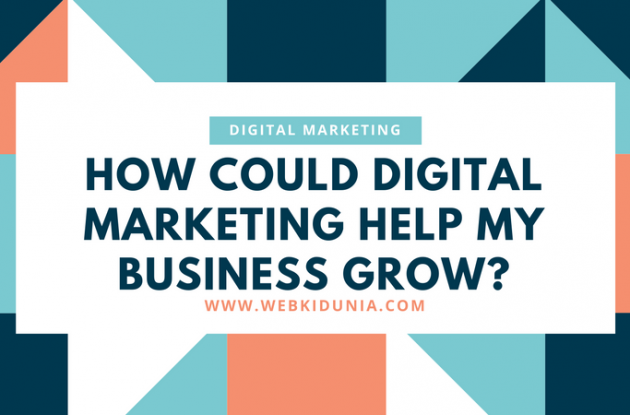 DIGITAL MARKETING
HOW COULD DIGITAL
MARKETING HELP MY
BUSINESS GROW?
WWW.WEBKIDUNIA.COM